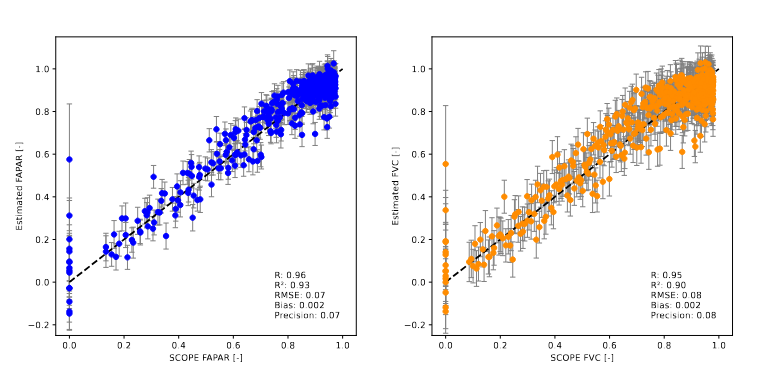 Estimated FAPAR [-]
1.0
0.8
0.6
0.4
0.2
0.0
−0.2
R: 0.96
R²: 0.93
RMSE: 0.07
Bias: 0.002
Precision: 0.07
0.0 0.2 0.4 0.6 0.8 1.0
SCOPE FAPAR [-]
Estimated FVC [-]
1.0
0.8
0.6
0.4
0.2
0.0
−0.2
R: 0.95
R²: 0.90
RMSE: 0.08
Bias: 0.002
Precision: 0.08
0.0 0.2 0.4 0.6 0.8 1.0
SCOPE FVC [-]